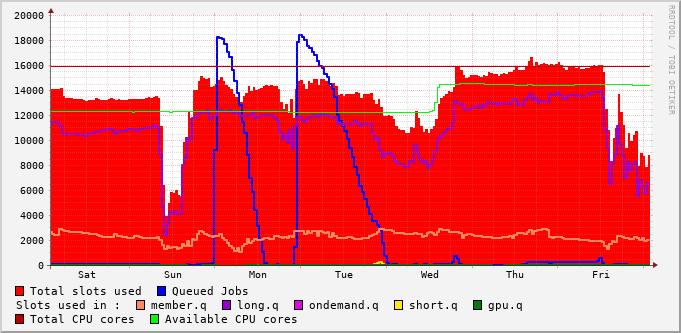 20000
18000
16000
14000
12000
10000
8000
6000
4000
2000
0
Sat Sun Mon Tue Wed Thu Fri
Total slots used Queued Jobs
Slots used in : member.q long.q ondemand.q short.q gpu.q
Total CPU cores Available CPU cores
RRDTOOL / TOBI OETIKER